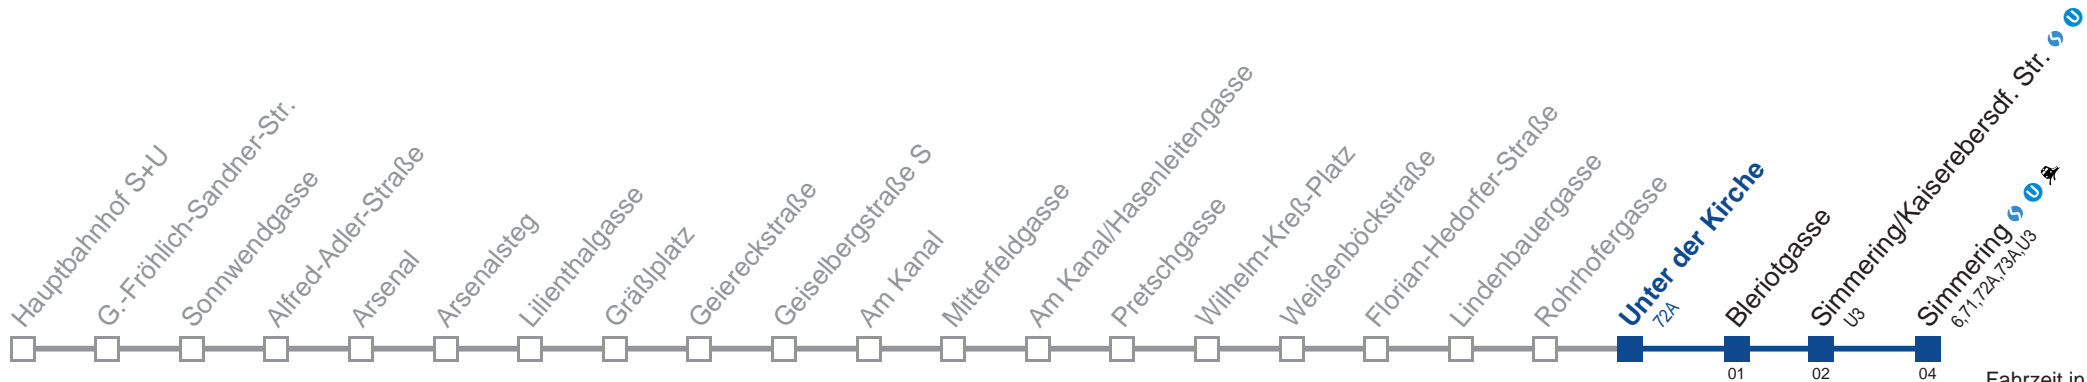 Hauptbahnhof S+U
G.-Fröhlich-Sandner-Str.
Sonnwendgasse
Alfred-Adler-Straße
Arsenal
Arsenalsteg
Lilienthalgasse
Gräßlplatz
Geiereckstraße
Geiselbergstraße S
Am Kanal
Mitterfeldgasse
Am Kanal/Hasenleitengasse
Pretschgasse
Wilhelm-Kreß-Platz
Weißenböckstraße
Florian-Hedorfer-Straße
Lindenbauergasse
Rohrhofergasse
Unter der Kirche
72A
Bleriotgasse
Simmering/Kaiserebersdf. Str. S U
U3
Simmering S U
6,71,72A,73A,U3
01
02
04
Fahrzeit in